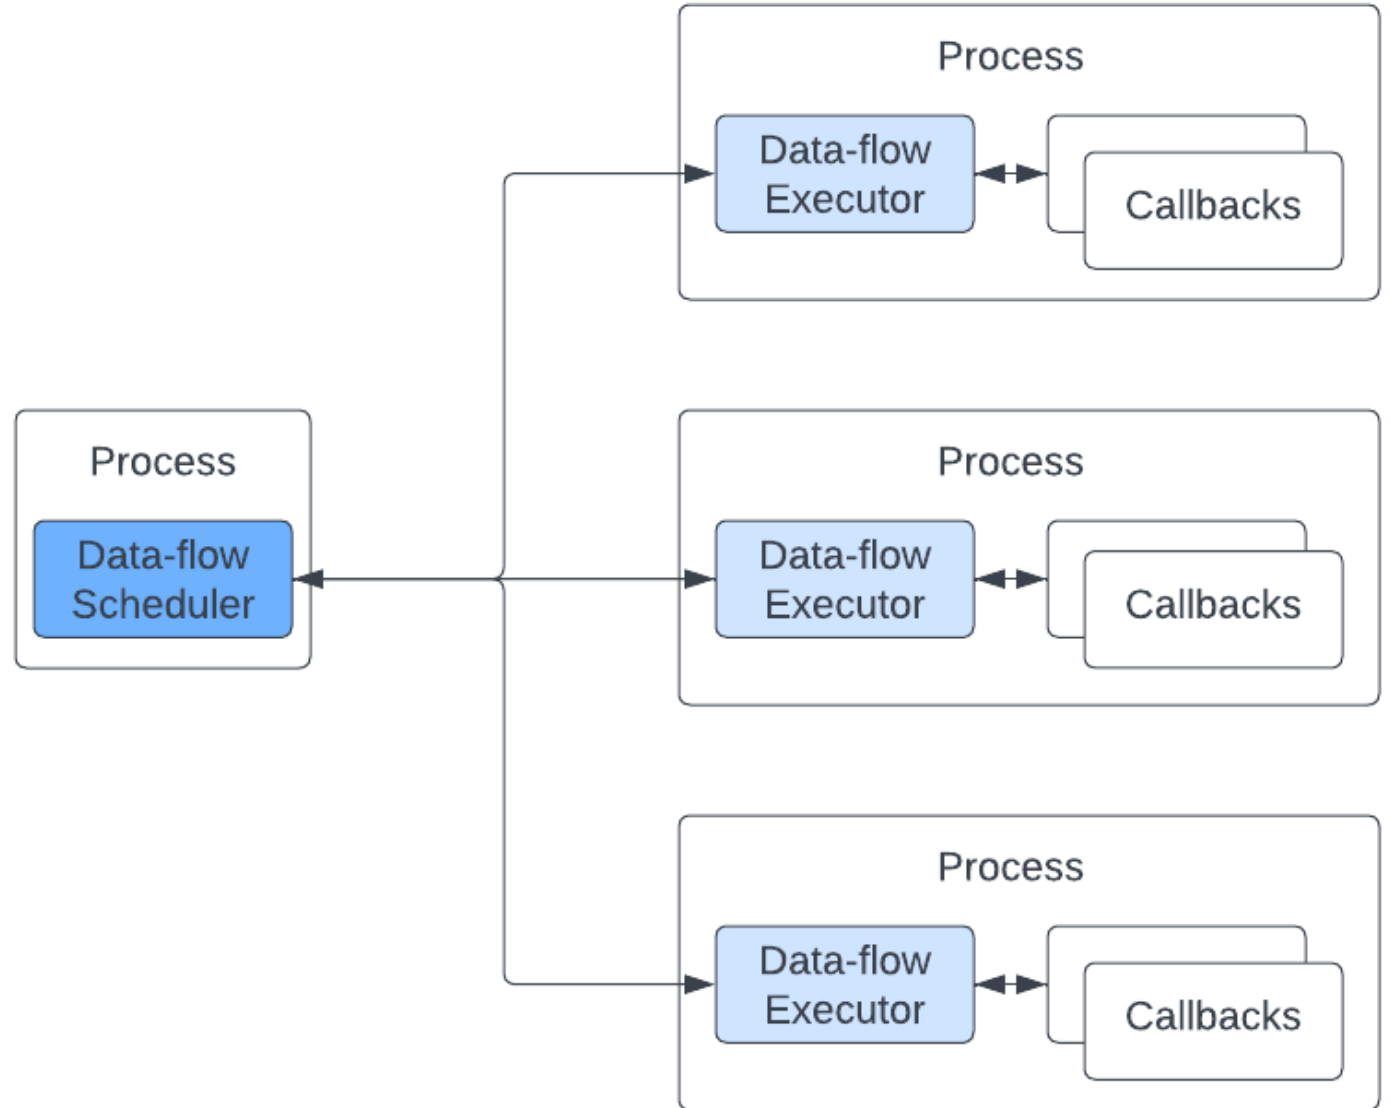 Process
Data-flow
Executor
Callbacks
Process
Data-flow
Scheduler
Process
Data-flow
Executor
Callbacks
Process
Data-flow
Executor
Callbacks